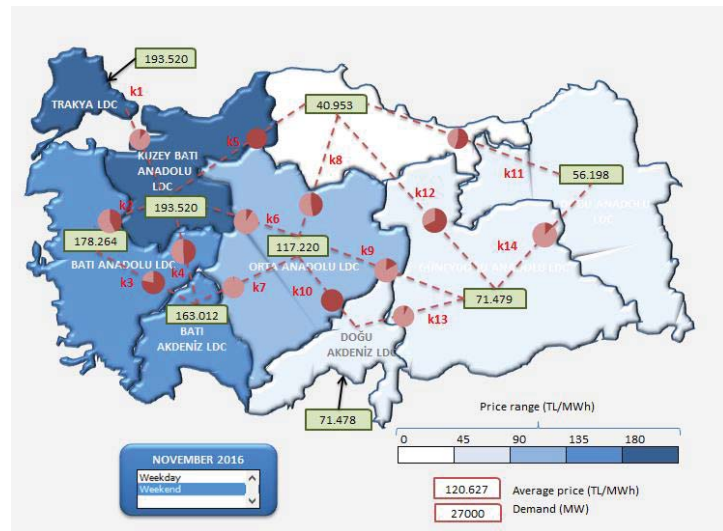 193.520
k1
TRAKYA LDC
40.953
KUZEY BATI
ANADOLU
LDC
k5
k8
k11
56.198
k12
193.520
k6
178.264
117.220
BATI ANADOLU LDC
k4
ORTA ANADOLU LDC
k9
k14
k3
k7
k10
71.479
163.012
BATI
AKDENİZ LDC
DOĞU
AKDENİZ LDC
k13
71.478
Price range (TL/MWh)
0 45 90 135 180
NOVEMBER 2016
Weekday
Weekend
120.627 Average price (TL/MWh)
27000 Demand (MW)